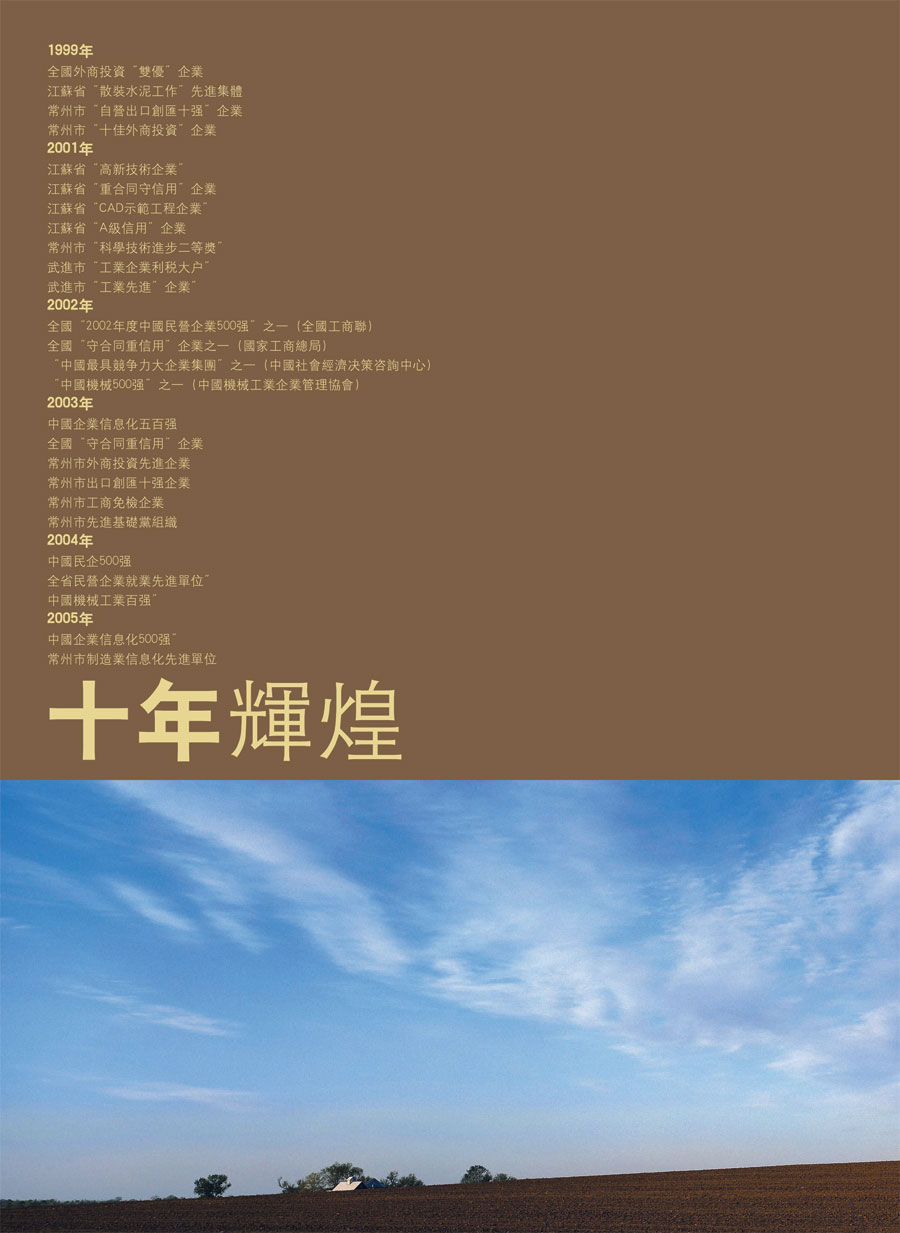 1999年
全國外商投資“雙優”企業
江蘇省“散裝水泥工作”先進集體
常州市“自營出口創匯十强”企業
常州市“十佳外商投資”企業
2001年
江蘇省“高新技術企業”
江蘇省“重合同守信用”企業
江蘇省“CAD示範工程企業”
江蘇省“A級信用”企業
常州市“科學技術進步二等獎”
武進市“工業企業利税大户”
武進市“工業先進”企業”
2002年
全國“2002年度中國民營企業500强”之一（全國工商聯）
全國“守合同重信用”企業之一（國家工商總局）
“中國最具競争力大企業集團”之一（中國社會經濟决策咨詢中心）
“中國機械500强”之一（中國機械工業企業管理協會）
2003年
中國企業信息化五百强
全國“守合同重信用”企業
常州市外商投資先進企業
常州市出口創匯十强企業
常州市工商免檢企業
常州市先進基礎黨組織
2004年
中國民企500强
全省民營企業就業先進單位”
中國機械工業百强”
2005年
中國企業信息化500强”
常州市制造業信息化先進單位
十年輝煌